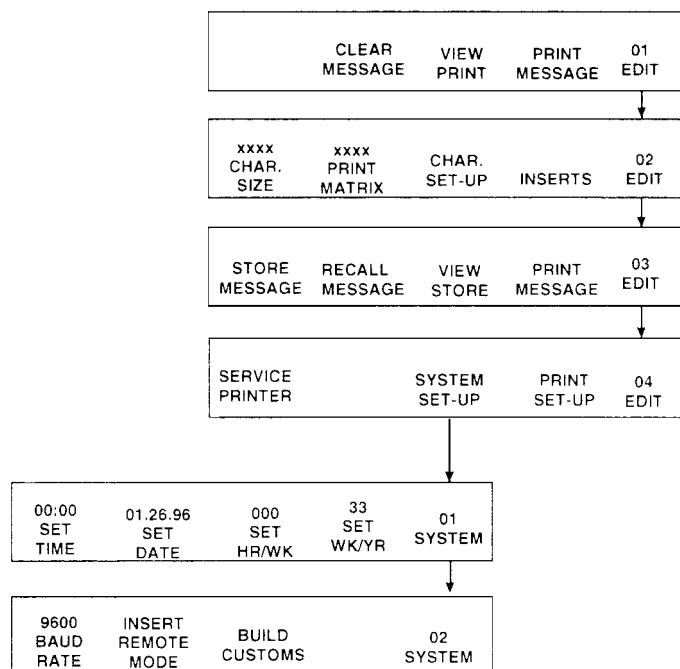 CLEAR MESSAGE VIEW PRINT PRINT MESSAGE 01 EDIT
xxxx CHAR. SIZE xxxx PRINT MATRIX CHAR. SET-UP INSERTS 02 EDIT
STORE MESSAGE RECALL MESSAGE VIEW STORE PRINT MESSAGE 03 EDIT
SERVICE PRINTER SYSTEM SET-UP PRINT SET-UP 04 EDIT
00:00 SET TIME 01.26.96 SET DATE 000 SET HR/WK 33 SET WK/YR 01 SYSTEM
9600 BAUD RATE INSERT REMOTE MODE BUILD CUSTOMS 02 SYSTEM